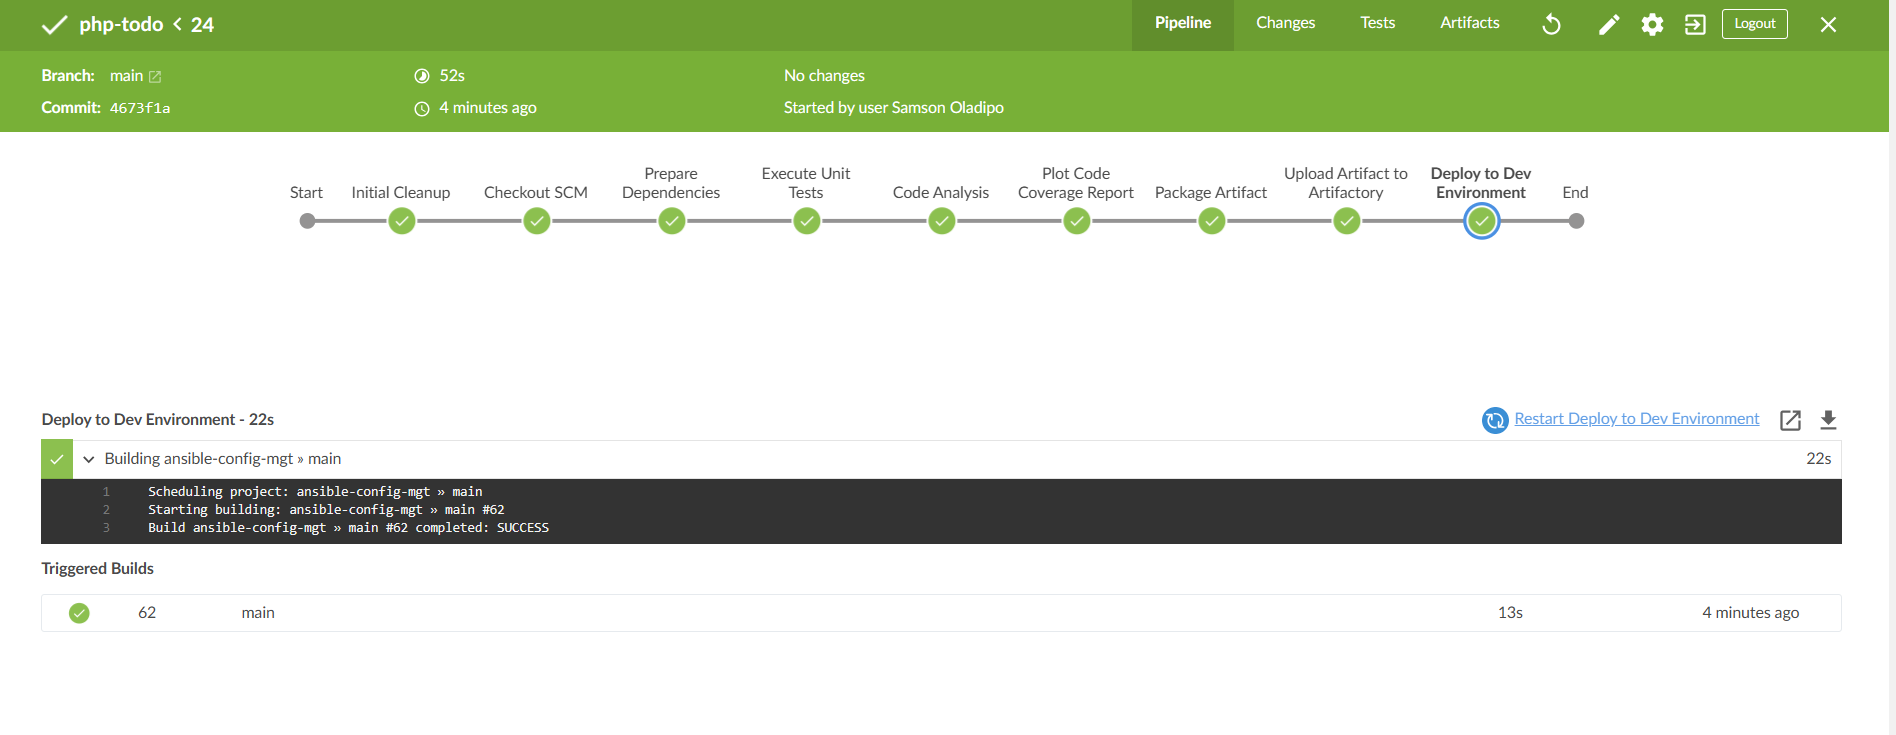 php-todo < 24
Pipeline
Changes
Tests
Artifacts
Logout
Branch: main
52s
No changes
Commit: 4673f1a
4 minutes ago
Started by user Samson Oladipo
Start
Initial Cleanup
Checkout SCM
Prepare
Dependencies
Execute Unit
Tests
Code Analysis
Plot Code
Coverage Report
Package Artifact
Upload Artifact to
Artifactory
Deploy to Dev
Environment
End
Deploy to Dev Environment - 22s
Restart Deploy to Dev Environment
Building ansible-config-mgt » main
22s
1 Scheduling project: ansible-config-mgt » main
2 Starting building: ansible-config-mgt » main #62
3 Build ansible-config-mgt » main #62 completed: SUCCESS
Triggered Builds
62 main 13s 4 minutes ago